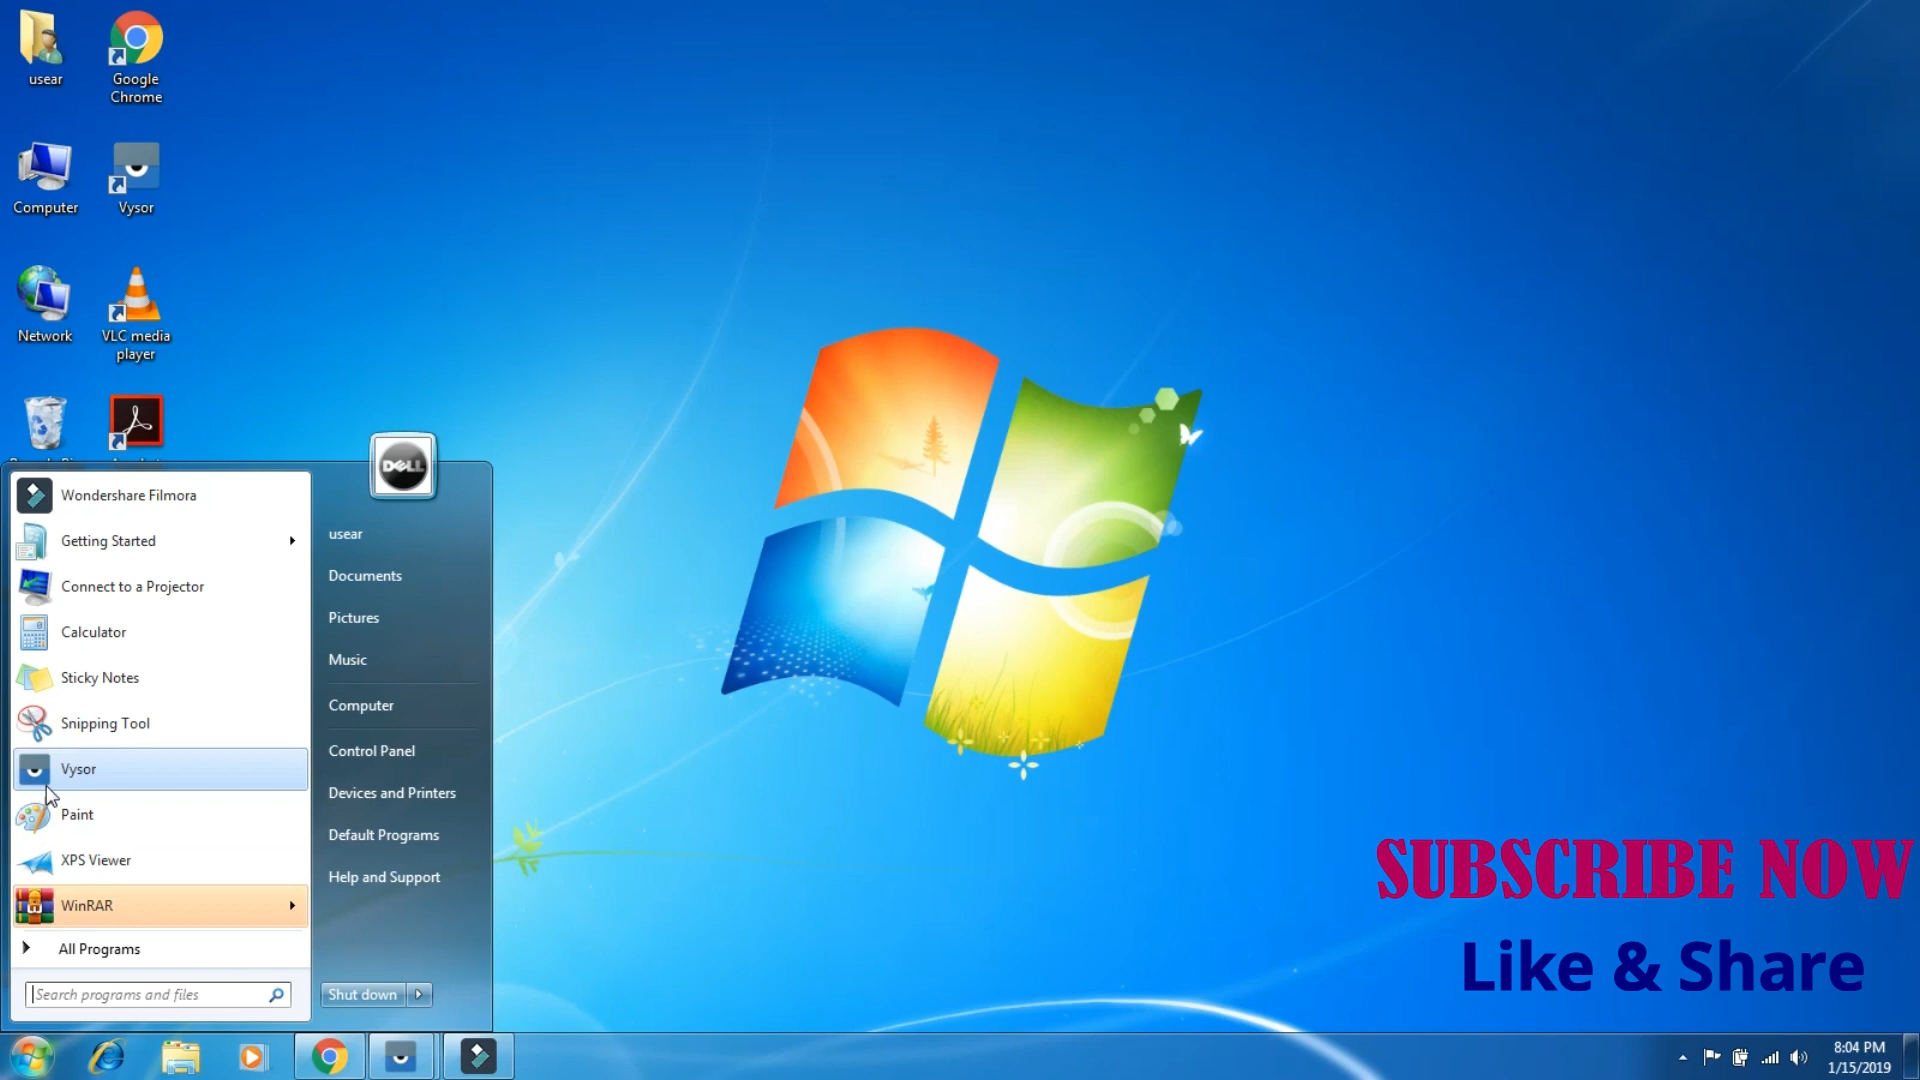 usear
Google
Chrome
Computer
Vysor
Network
VLC media
player
DELL
Wondershare Filmora
Getting Started
Connect to a Projector
Calculator
Sticky Notes
Snipping Tool
Vysor
Paint
XPS Viewer
WinRAR
All Programs
Search programs and files
usear
Documents
Pictures
Music
Computer
Control Panel
Devices and Printers
Default Programs
Help and Support
Shut down
SUBSCRIBE NOW
Like & Share
8:04 PM
1/15/2019